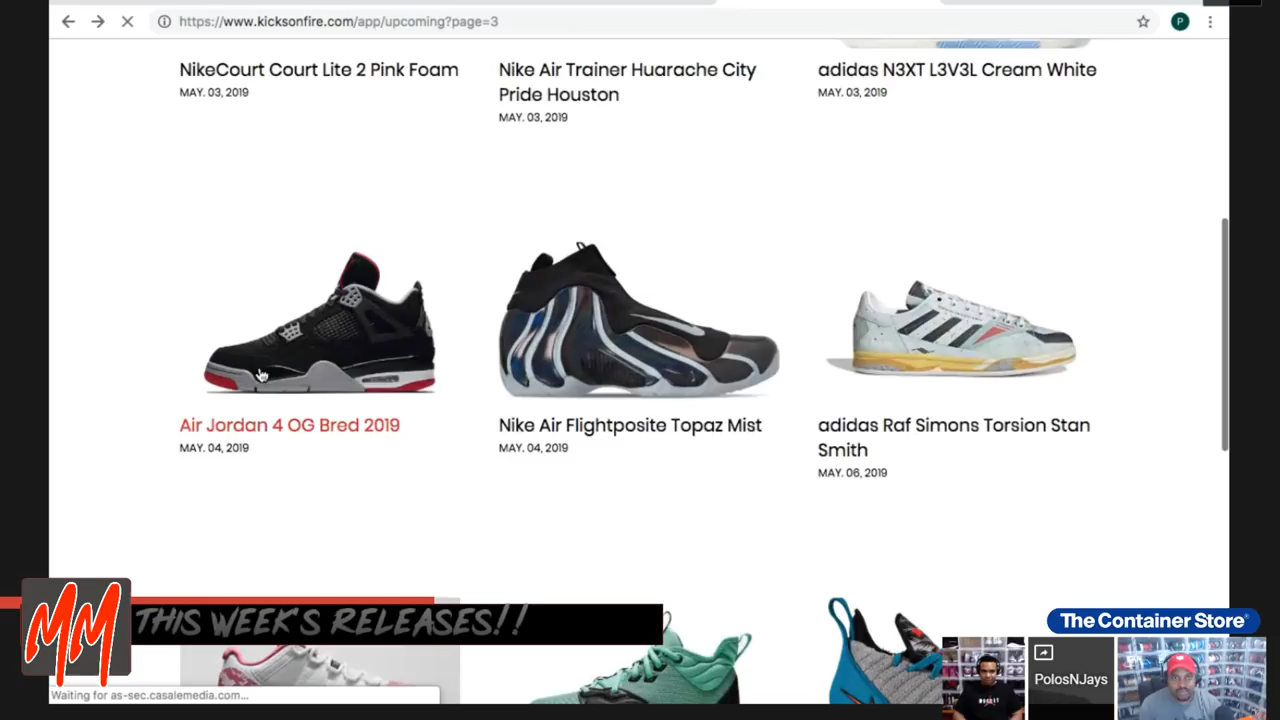 https://www.kicksonfire.com/app/upcoming?page=3
P
NikeCourt Court Lite 2 Pink Foam
MAY. 03, 2019
Nike Air Trainer Huarache City
Pride Houston
MAY. 03, 2019
adidas N3XT L3V3L Cream White
MAY. 03, 2019
Air Jordan 4 OG Bred 2019
MAY. 04, 2019
Nike Air Flightposite Topaz Mist
MAY. 04, 2019
adidas Raf Simons Torsion Stan
Smith
MAY. 06, 2019
MM
THIS WEEK'S RELEASES!!
The Container Store
PolosNJays
Waiting for as-sec.casalemedia.com...